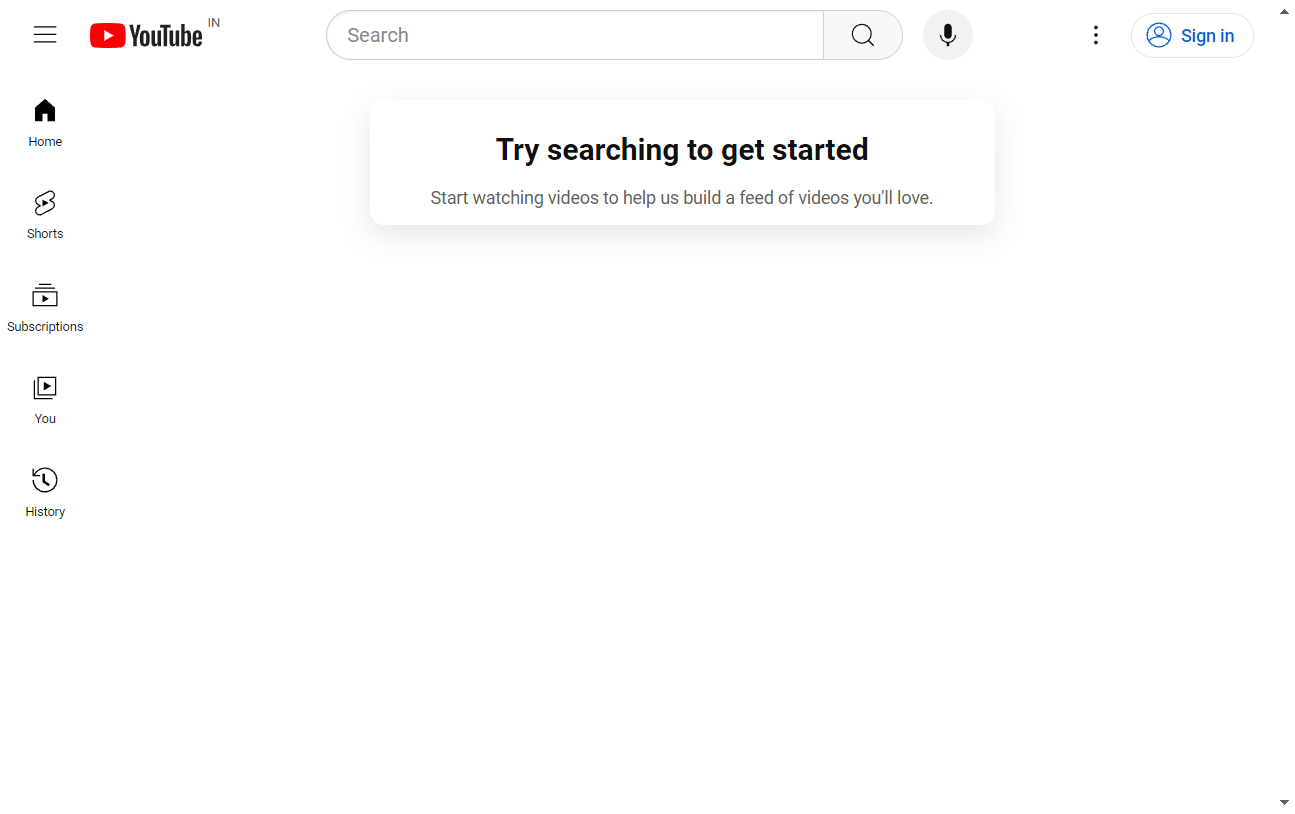 YouTube IN
Search
Sign in
Home
Shorts
Subscriptions
You
History
Try searching to get started
Start watching videos to help us build a feed of videos you'll love.